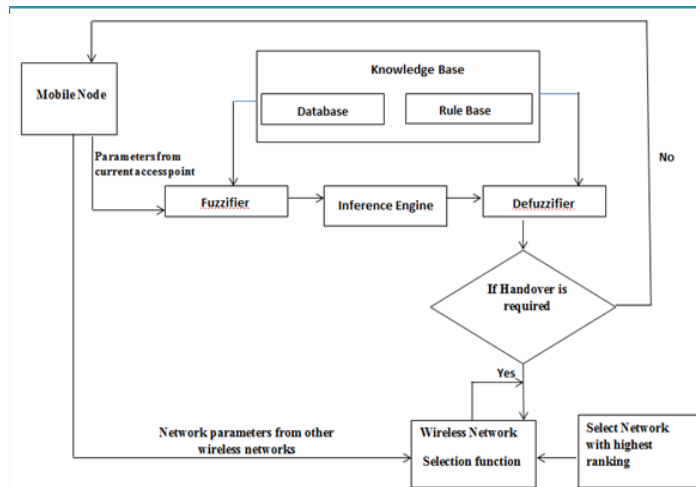 Knowledge Base
Mobile Node
Database
Rule Base
Parameters from
current access point
No
Fuzzifier
Inference Engine
Defuzzifier
If Handover is
required
Yes
Network parameters from other
wireless networks
Wireless Network
Selection function
Select Network
with highest
ranking